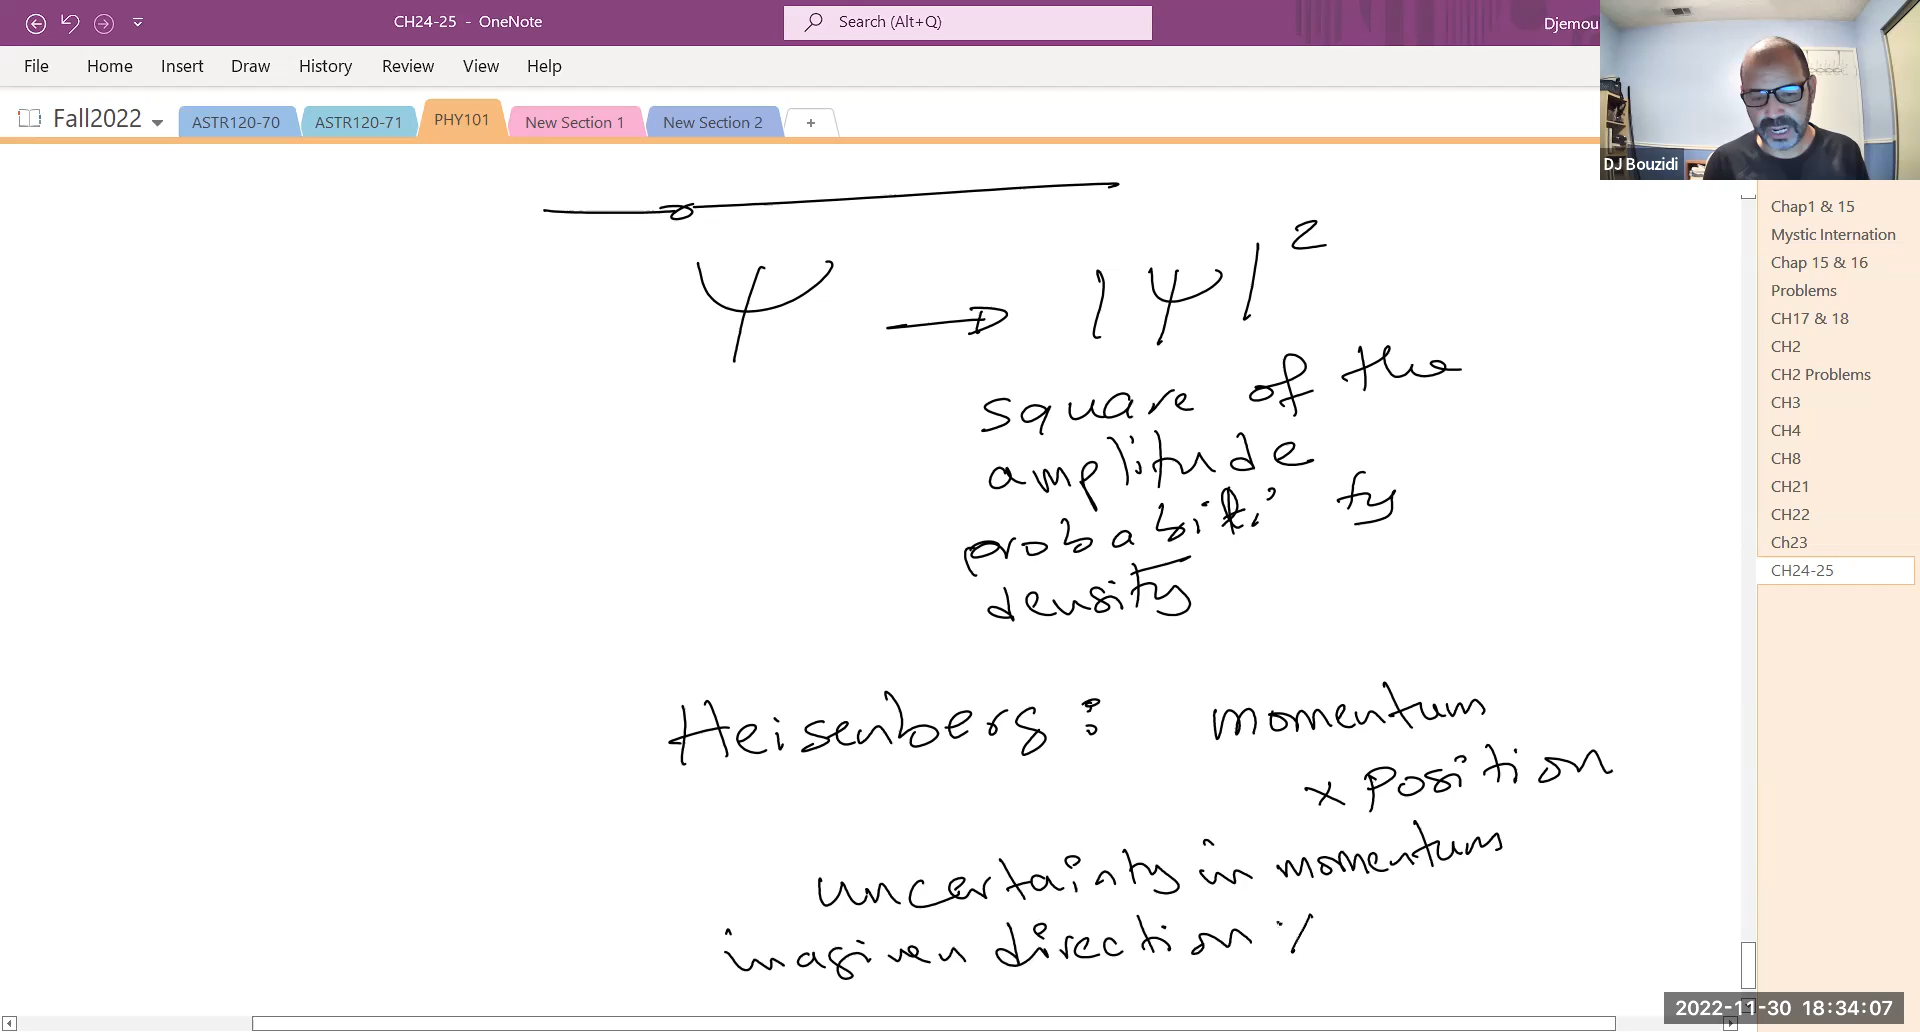 CH24-25 - OneNote
Search (Alt+Q)
Djemou
File Home Insert Draw History Review View Help
Fall2022 ASTR120-70 ASTR120-71 PHY101 New Section 1 New Section 2 +
DJ Bouzidi
Chap1 & 15
Mystic Internation
Chap 15 & 16
Problems
CH17 & 18
CH2
CH2 Problems
CH3
CH4
CH8
CH21
CH22
Ch23
CH24-25
Ψ → |Ψ|²
square of the
amplitude
probability
density
Heisenberg: momentum
x Position
uncertainty in momentum
in a given direction
2022-11-30 18:34:07